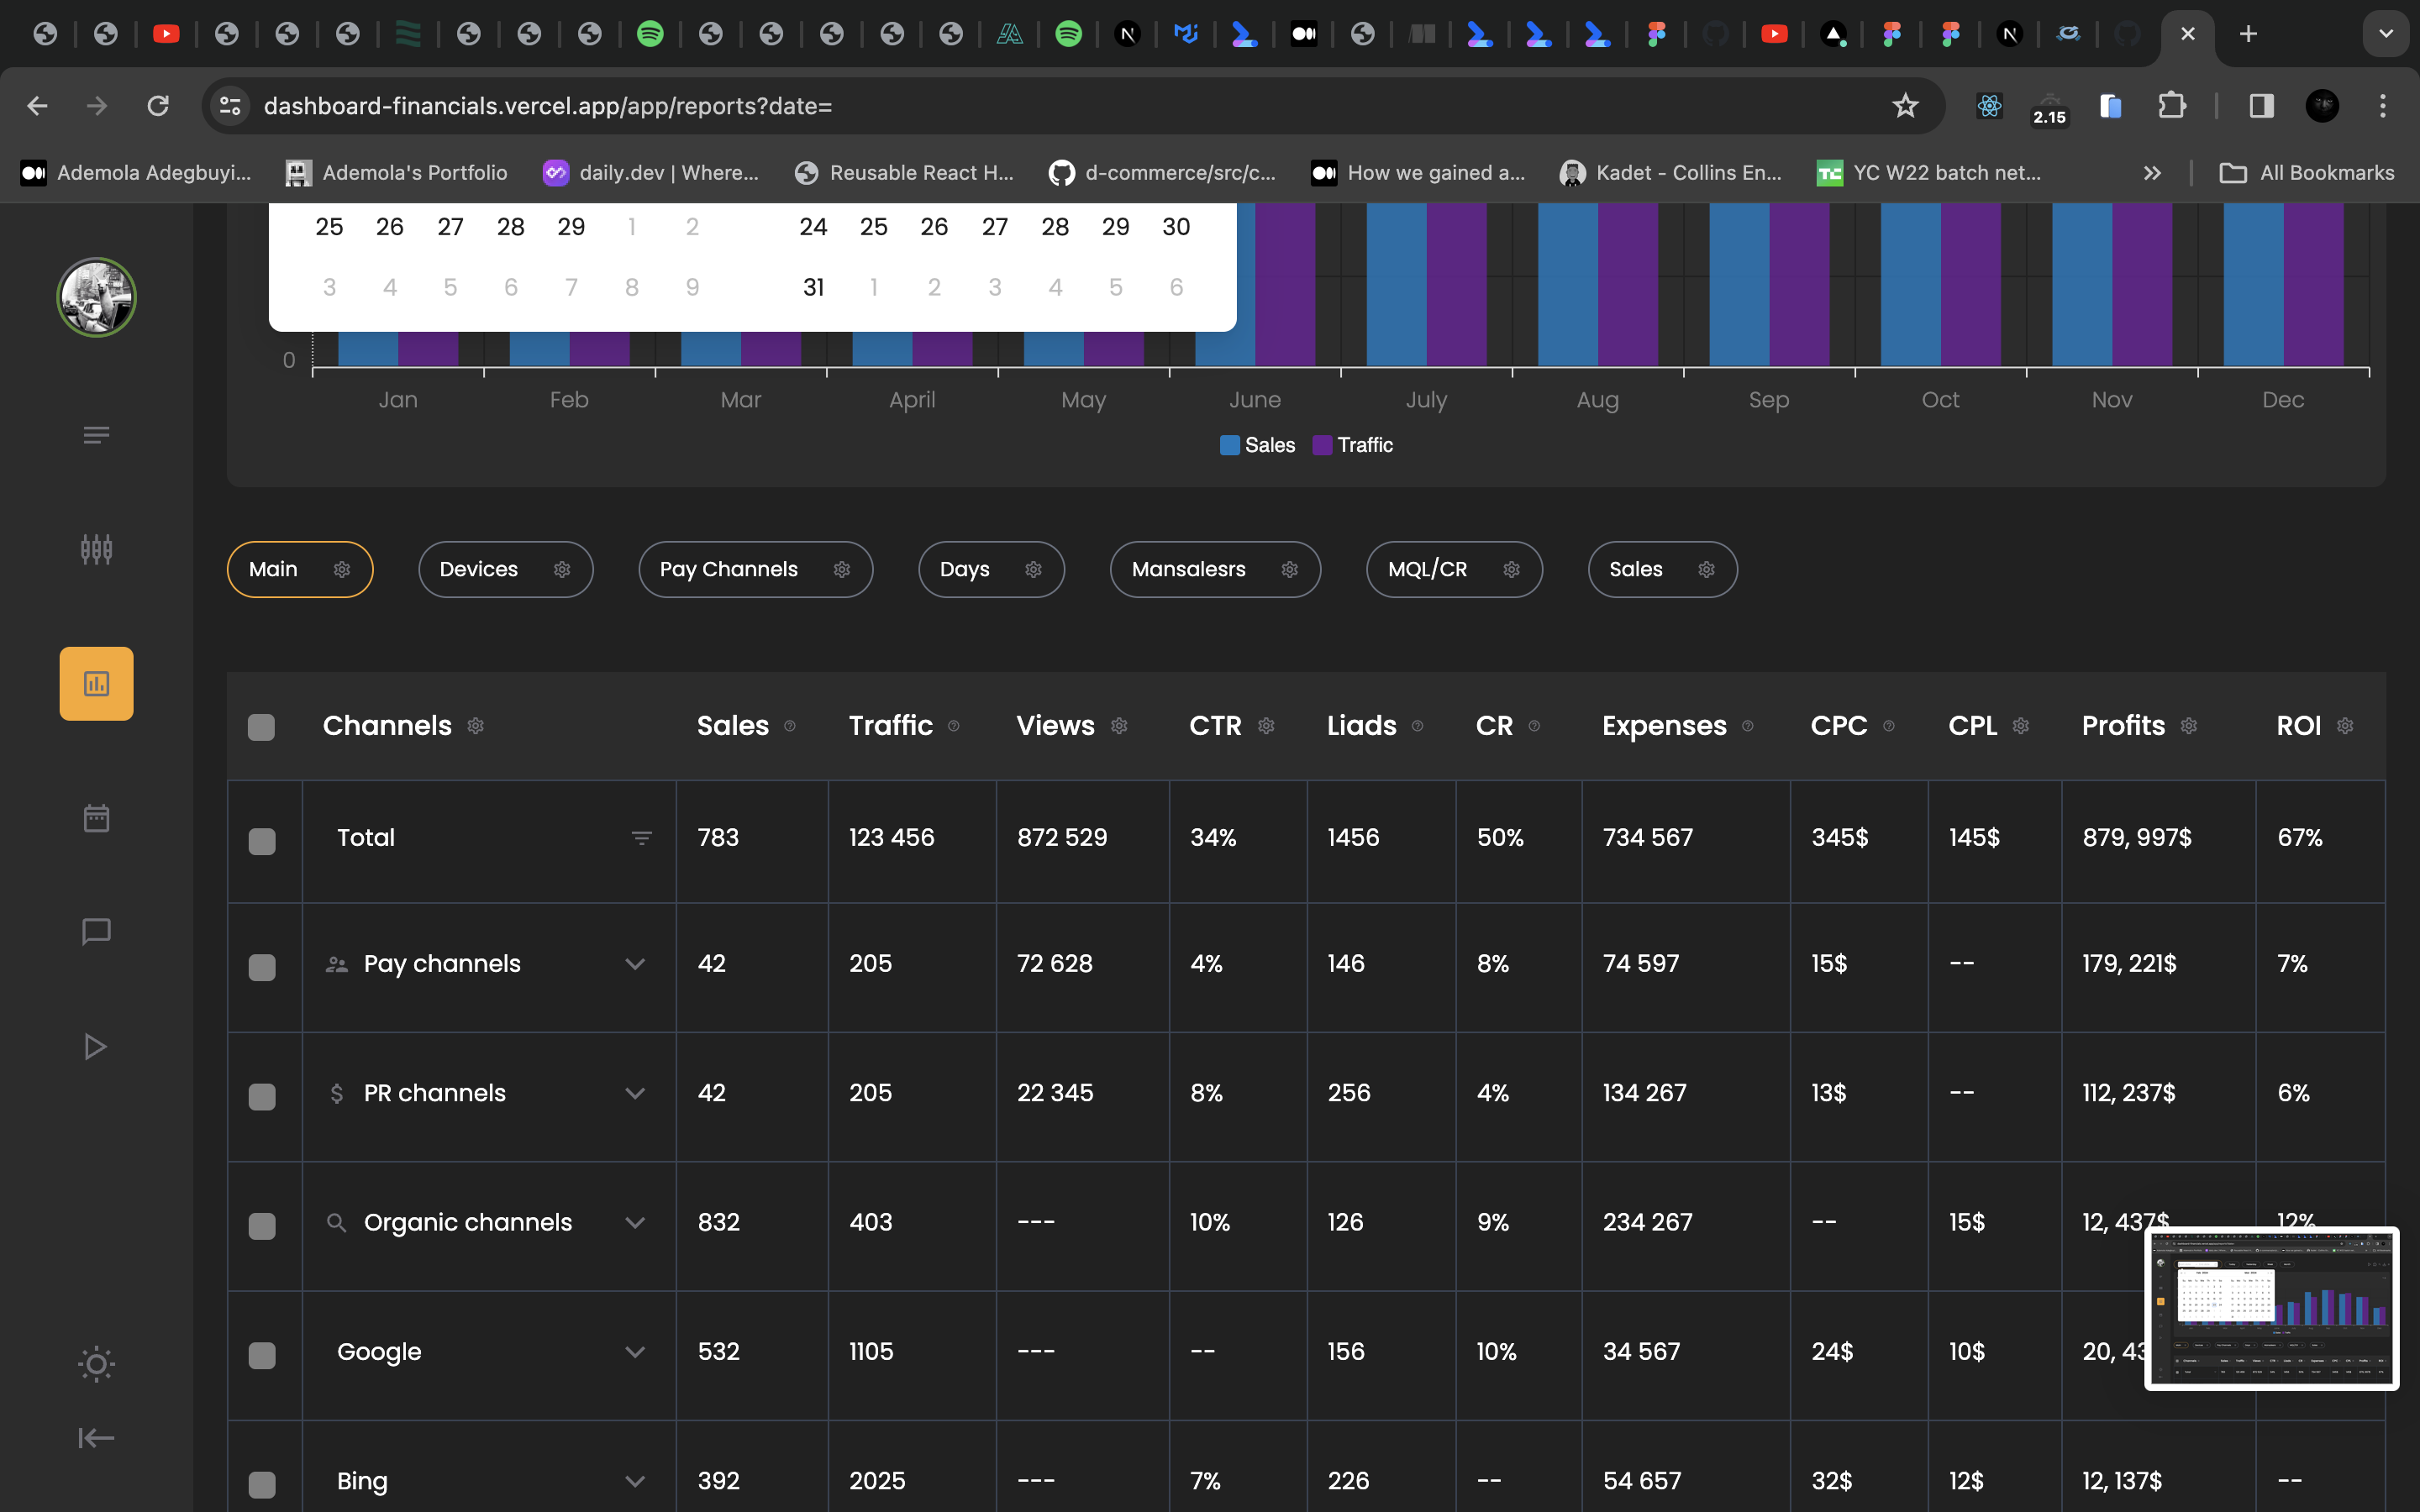 dashboard-financials.vercel.app/app/reports?date=
2.15
Ademola Adegbuyi...
Ademola's Portfolio
daily.dev | Where...
Reusable React H...
d-commerce/src/c...
How we gained a...
Kadet - Collins En...
YC W22 batch net...
All Bookmarks
25 26 27 28 29 1 2 24 25 26 27 28 29 30
3 4 5 6 7 8 9 31 1 2 3 4 5 6
0
Jan Feb Mar April May June July Aug Sep Oct Nov Dec
Sales Traffic
Main Devices Pay Channels Days Mansalesrs MQL/CR Sales
Channels Sales Traffic Views CTR Liads CR Expenses CPC CPL Profits ROI
Total 783 123 456 872 529 34% 1456 50% 734 567 345$ 145$ 879, 997$ 67%
Pay channels 42 205 72 628 4% 146 8% 74 597 15$ -- 179, 221$ 7%
PR channels 42 205 22 345 8% 256 4% 134 267 13$ -- 112, 237$ 6%
Organic channels 832 403 --- 10% 126 9% 234 267 -- 15$ 12, 437$ 12%
Google 532 1105 --- -- 156 10% 34 567 24$ 10$ 20, 43
Bing 392 2025 --- 7% 226 -- 54 657 32$ 12$ 12, 137$ --